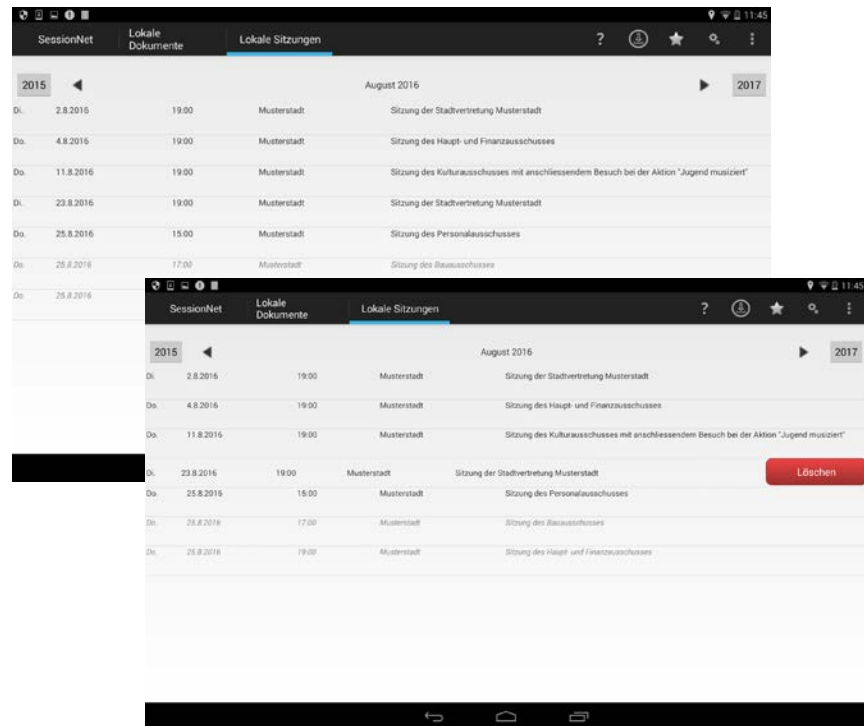 11:45
SessionNet Lokale Dokumente Lokale Sitzungen ?
2015 August 2016 2017
Di. 2.8.2016 19:00 Musterstadt Sitzung der Stadtvertretung Musterstadt
Do. 4.8.2016 19:00 Musterstadt Sitzung des Haupt- und Finanzausschusses
Do. 11.8.2016 19:00 Musterstadt Sitzung des Kulturausschusses mit anschliessendem Besuch bei der Aktion "Jugend musiziert"
Di. 23.8.2016 19:00 Musterstadt Sitzung der Stadtvertretung Musterstadt
Do. 25.8.2016 15:00 Musterstadt Sitzung des Personalausschusses
Do. 25.8.2016 17:00 Musterstadt Sitzung des Bauausschusses
Do. 25.8.2016
11:45
SessionNet Lokale Dokumente Lokale Sitzungen ?
2015 August 2016 2017
Di. 2.8.2016 19:00 Musterstadt Sitzung der Stadtvertretung Musterstadt
Do. 4.8.2016 19:00 Musterstadt Sitzung des Haupt- und Finanzausschusses
Do. 11.8.2016 19:00 Musterstadt Sitzung des Kulturausschusses mit anschliessendem Besuch bei der Aktion "Jugend musiziert"
Di. 23.8.2016 19:00 Musterstadt Sitzung der Stadtvertretung Musterstadt Löschen
Do. 25.8.2016 15:00 Musterstadt Sitzung des Personalausschusses
Do. 25.8.2016 17:00 Musterstadt Sitzung des Bauausschusses
Do. 25.8.2016 19:00 Musterstadt Sitzung des Haupt- und Finanzausschusses